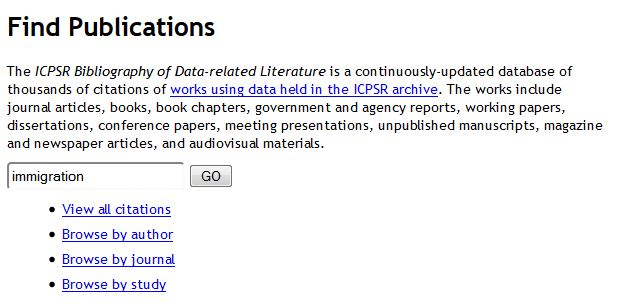 Find Publications
The ICPSR Bibliography of Data-related Literature is a continuously-updated database of
thousands of citations of works using data held in the ICPSR archive. The works include
journal articles, books, book chapters, government and agency reports, working papers,
dissertations, conference papers, meeting presentations, unpublished manuscripts, magazine
and newspaper articles, and audiovisual materials.
immigration GO
• View all citations
• Browse by author
• Browse by journal
• Browse by study